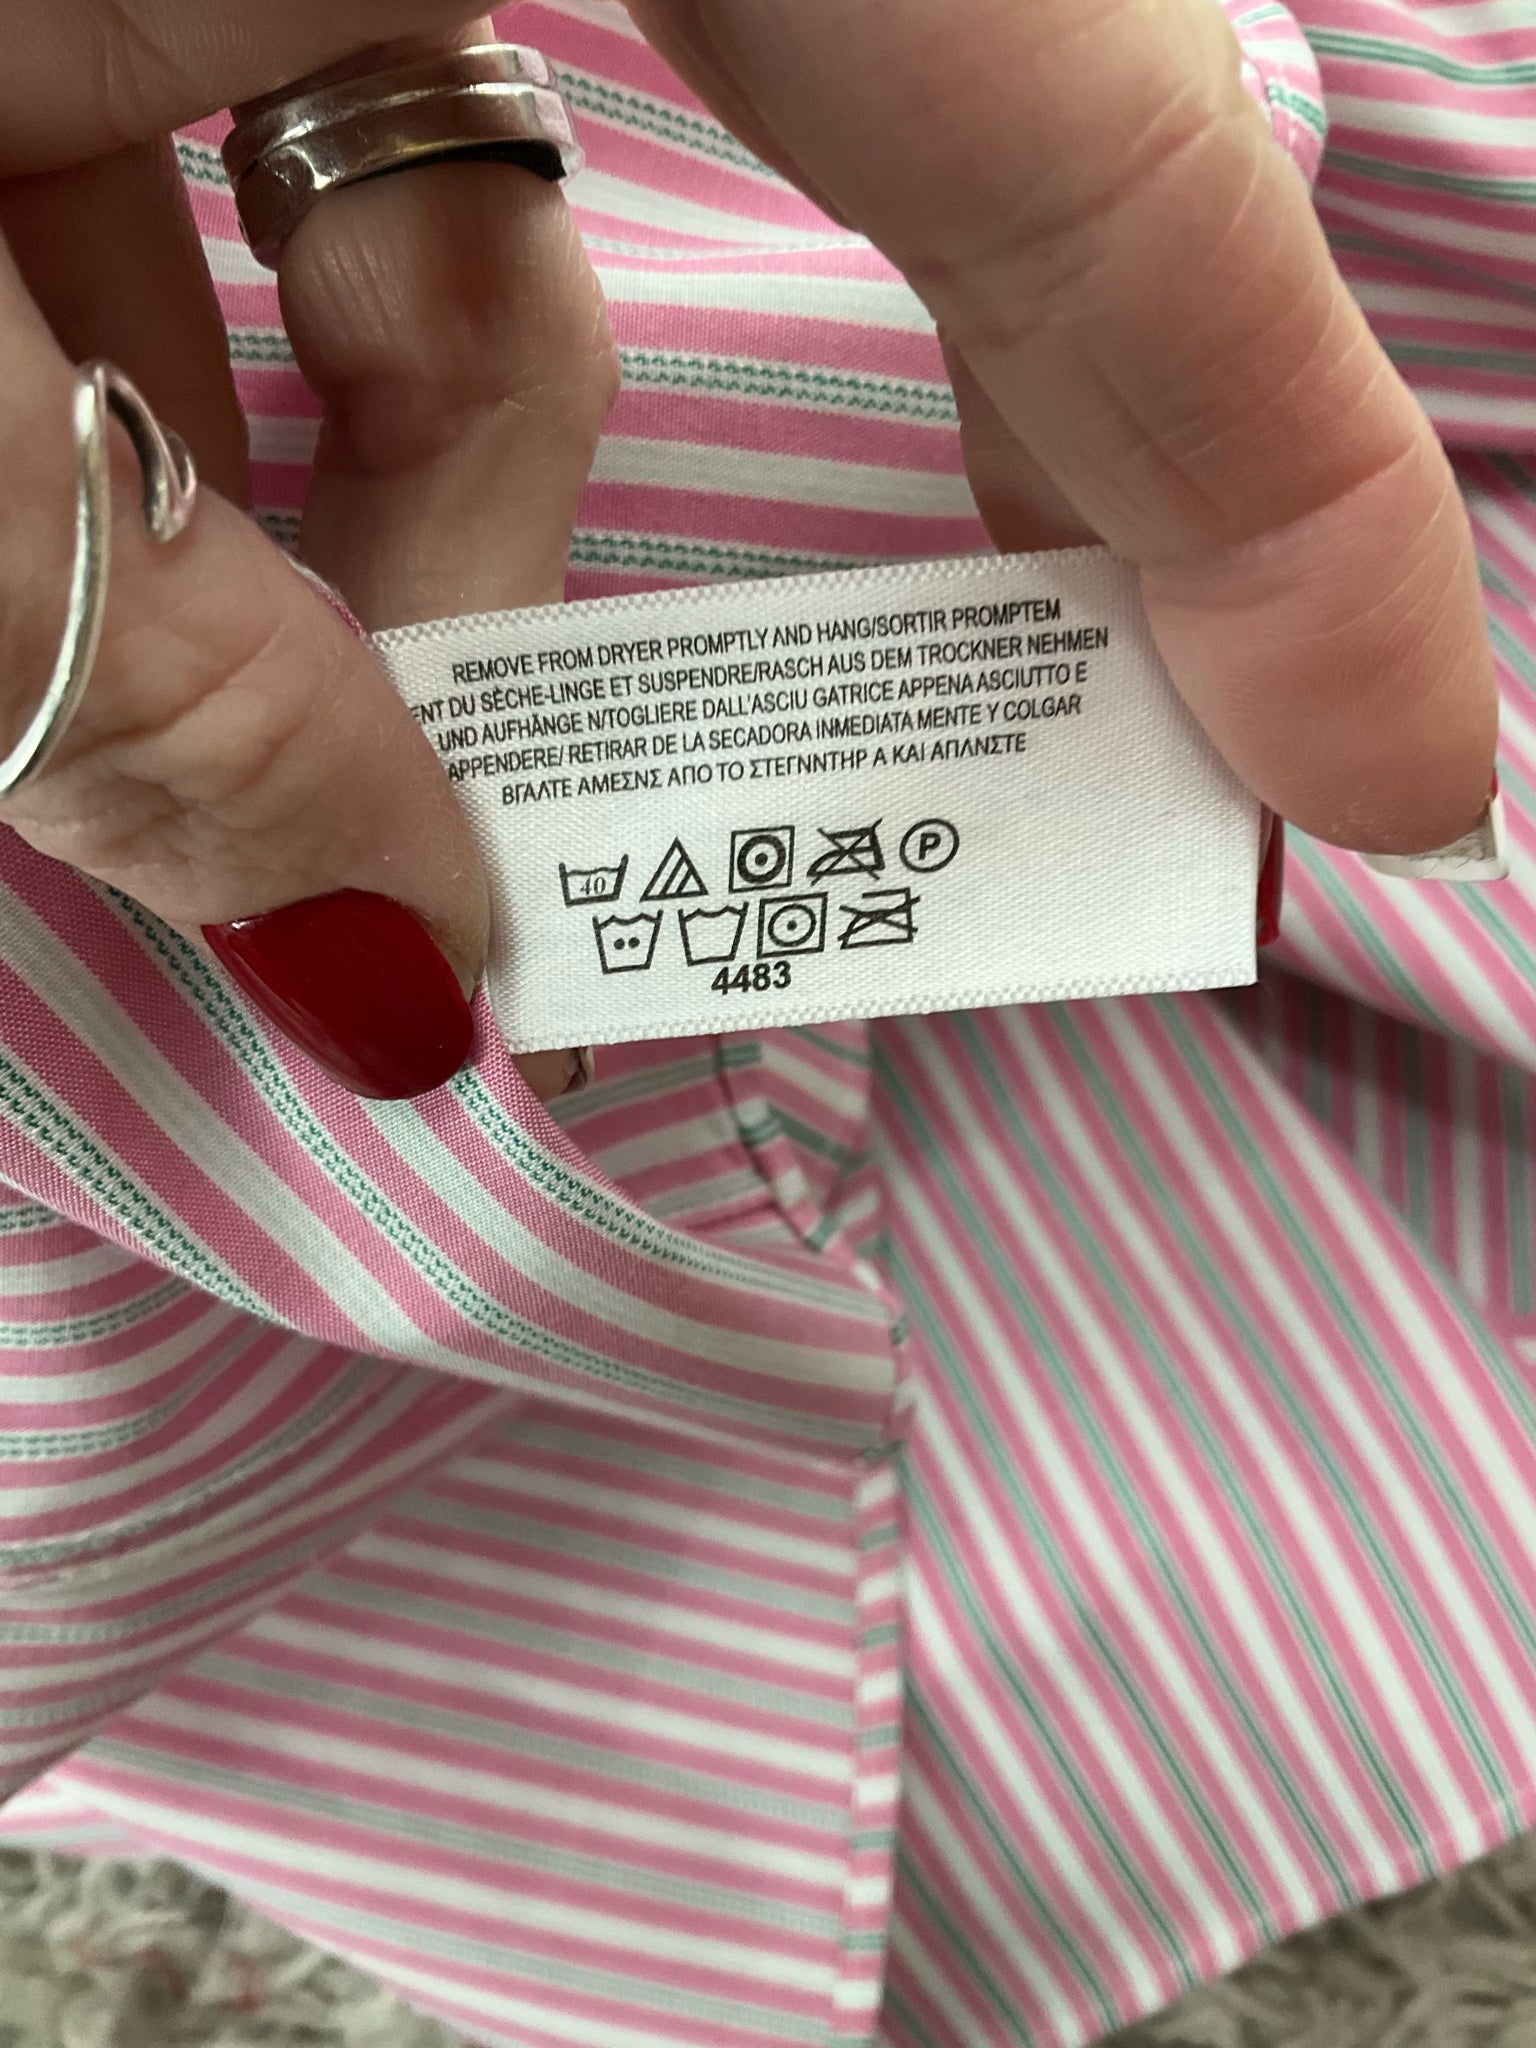 REMOVE FROM DRYER PROMPTLY AND HANG/SORTIR PROMPTEM
ENT DU SÈCHE-LINGE ET SUSPENDRE/RASCH AUS DEM TROCKNER NEHMEN
UND AUFHÄNGE N/TOGLIERE DALL'ASCIU GATRICE APPENA ASCIUTTO E
APPENDERE/ RETIRAR DE LA SECADORA INMEDIATA MENTE Y COLGAR
ΒΓΑΛΤΕ ΑΜΕΣΝΣ ΑΠΟ ΤΟ ΣΤΕΓΝΝΤΗΡ Α ΚΑΙ ΑΠΛΝΣΤΕ
40 P
4483